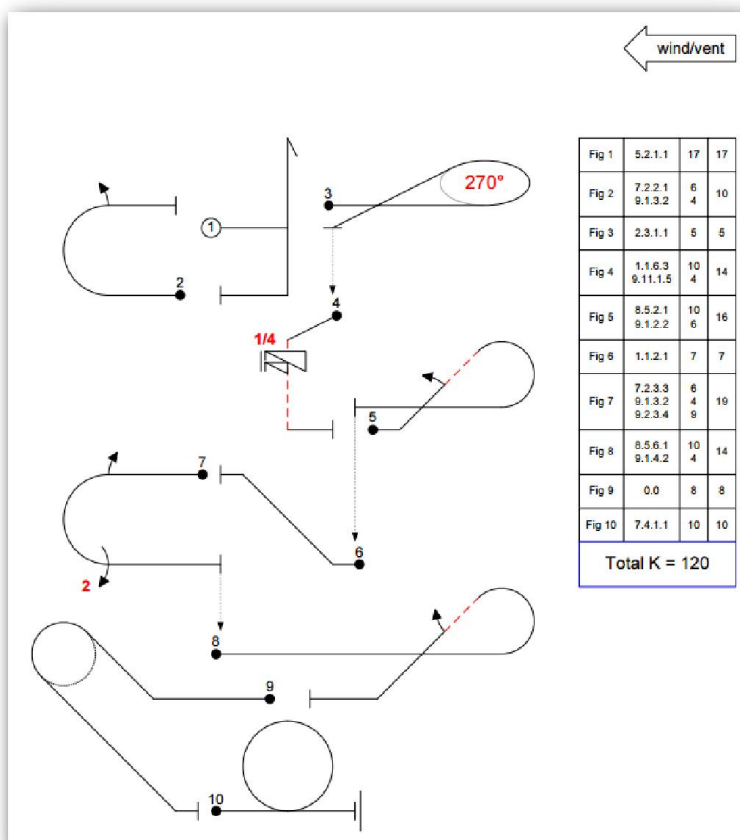 wind/vent
270°
3
1
2
4
1/4
5
7
6
2
8
9
10
Fig 1 5.2.1.1 17 17
Fig 2 7.2.2.1 6 10
9.1.3.2 4
Fig 3 2.3.1.1 5 5
Fig 4 1.1.6.3 10 14
9.11.1.5 4
Fig 5 8.5.2.1 10 16
9.1.2.2 6
Fig 6 1.1.2.1 7 7
Fig 7 7.2.3.3 6 19
9.1.3.2 4
9.2.3.4 9
Fig 8 8.5.6.1 10 14
9.1.4.2 4
Fig 9 0.0 8 8
Fig 10 7.4.1.1 10 10
Total K = 120